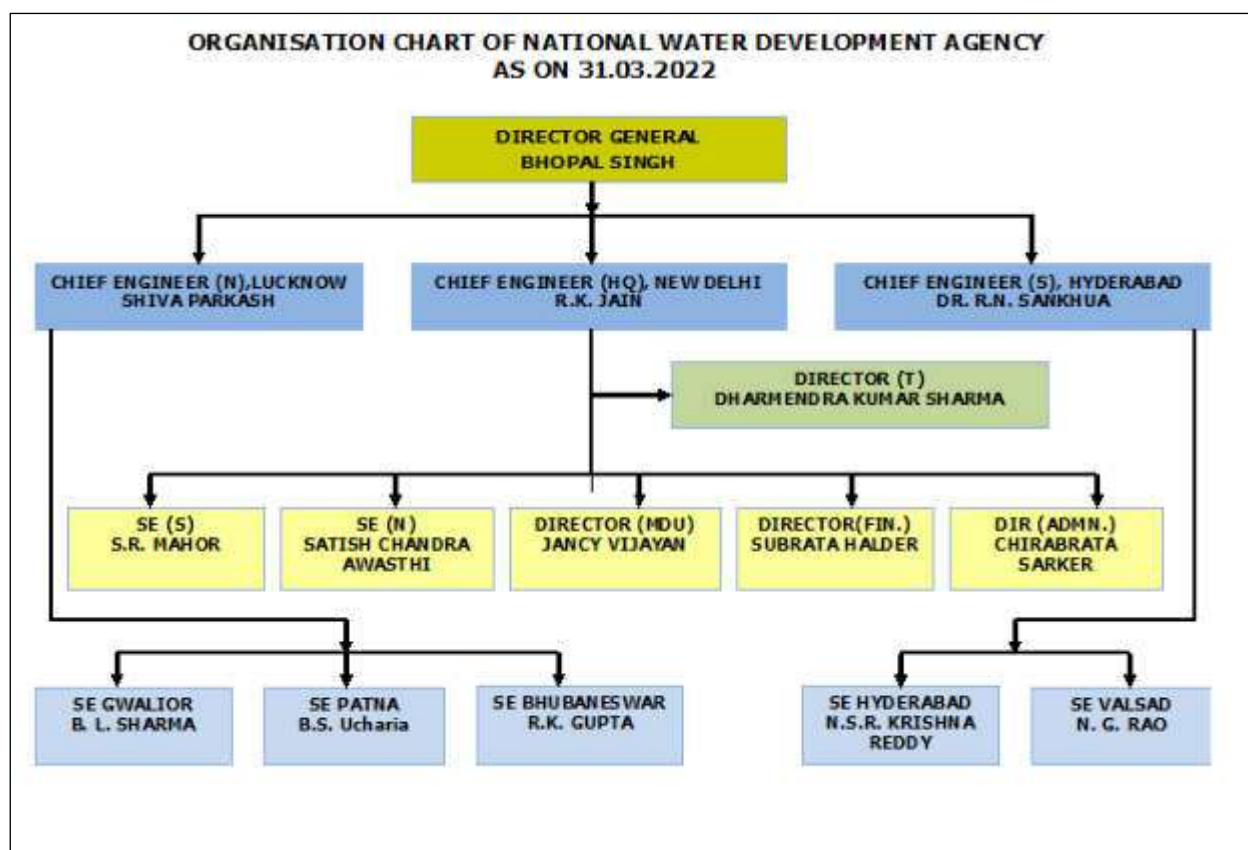 ORGANISATION CHART OF NATIONAL WATER DEVELOPMENT AGENCY
AS ON 31.03.2022
DIRECTOR GENERAL
BHOPAL SINGH
CHIEF ENGINEER (N),LUCKNOW
SHIVA PARKASH
CHIEF ENGINEER (HQ), NEW DELHI
R.K. JAIN
CHIEF ENGINEER (S), HYDERABAD
DR. R.N. SANKHUA
DIRECTOR (T)
DHARMENDRA KUMAR SHARMA
SE (S)
S.R. MAHOR
SE (N)
SATISH CHANDRA
AWASTHI
DIRECTOR (MDU)
JANCY VIJAYAN
DIRECTOR(FIN.)
SUBRATA HALDER
DIR (ADMN.)
CHIRABRATA
SARKER
SE GWALIOR
B. L. SHARMA
SE PATNA
B.S. Ucharia
SE BHUBANESWAR
R.K. GUPTA
SE HYDERABAD
N.S.R. KRISHNA
REDDY
SE VALSAD
N. G. RAO